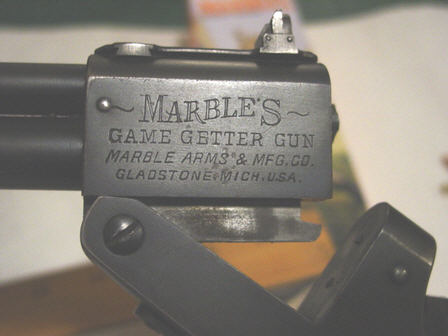 ~ MARBLE'S ~
GAME GETTER GUN
MARBLE ARMS & MFG. CO.
GLADSTONE, MICH. U.S.A.